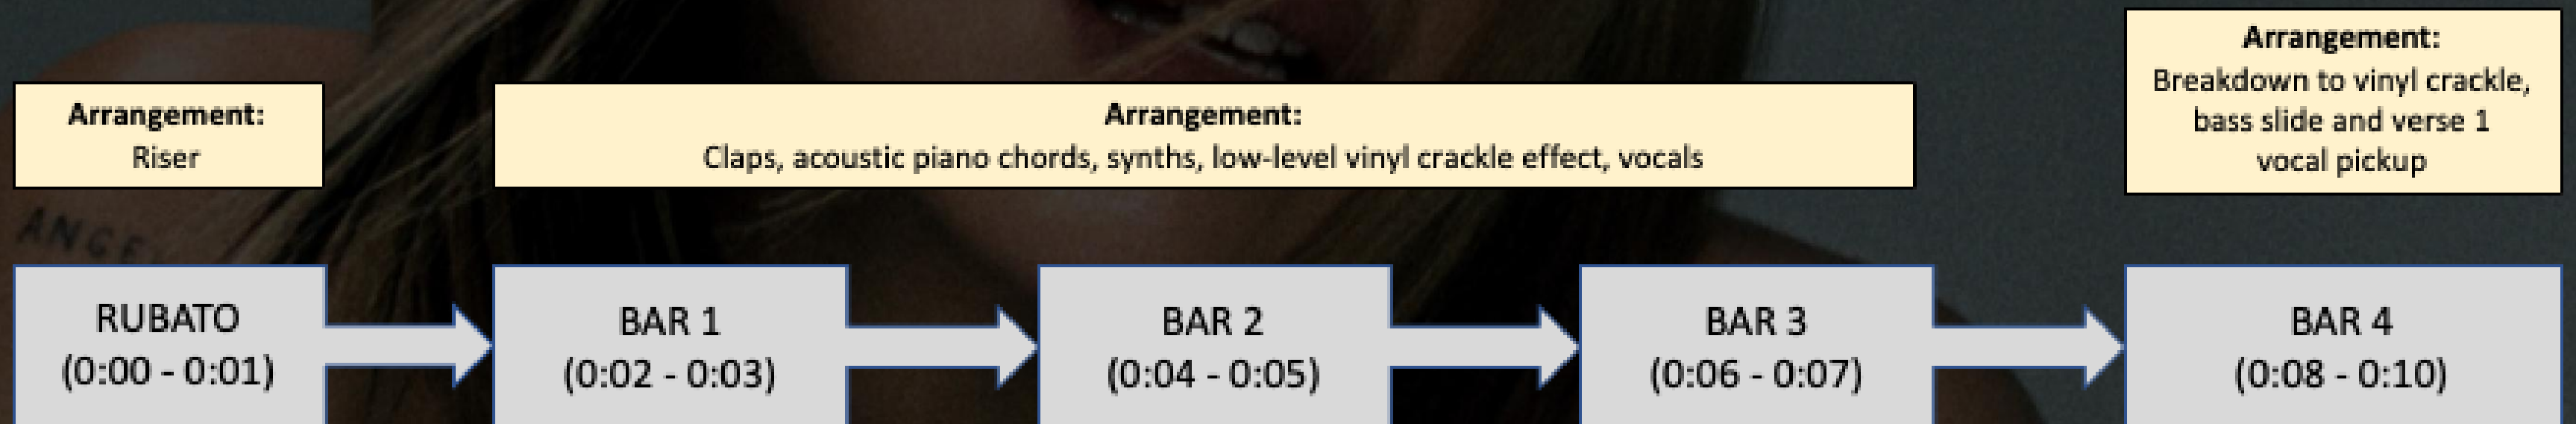 Arrangement:
Riser
Arrangement:
Claps, acoustic piano chords, synths, low-level vinyl crackle effect, vocals
Arrangement:
Breakdown to vinyl crackle,
bass slide and verse 1
vocal pickup
RUBATO
(0:00 - 0:01)
BAR 1
(0:02 - 0:03)
BAR 2
(0:04 - 0:05)
BAR 3
(0:06 - 0:07)
BAR 4
(0:08 - 0:10)